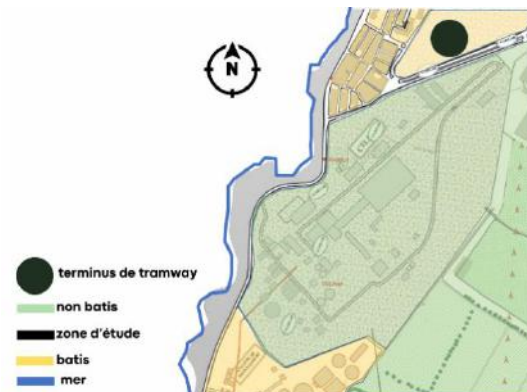 N
terminus de tramway
non batis
zone d'étude
batis
mer